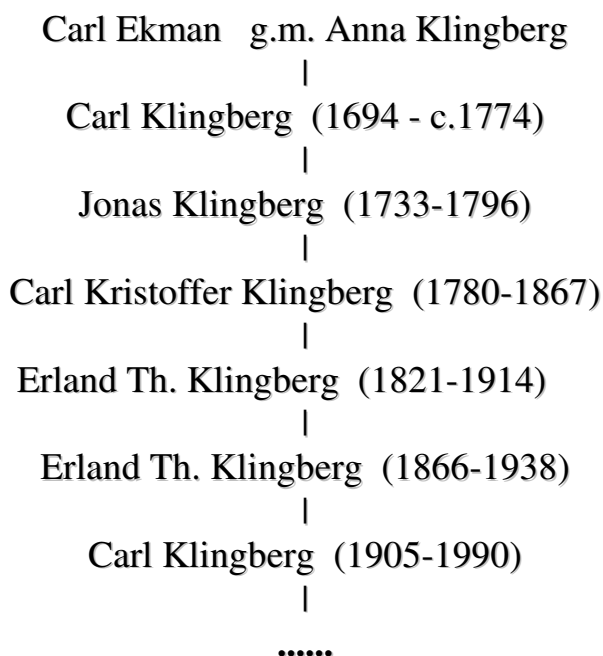 Carl Ekman g.m. Anna Klingberg
|
Carl Klingberg (1694 - c.1774)
|
Jonas Klingberg (1733-1796)
|
Carl Kristoffer Klingberg (1780-1867)
|
Erland Th. Klingberg (1821-1914)
|
Erland Th. Klingberg (1866-1938)
|
Carl Klingberg (1905-1990)
|
......